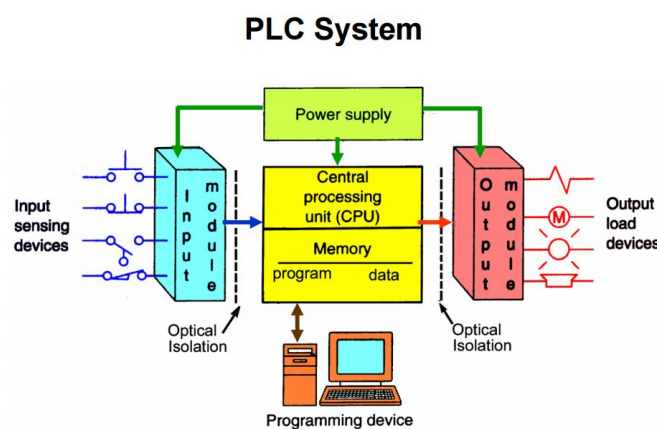 PLC System
Power supply
Input
sensing
devices
Input
module
Central
processing
unit (CPU)
Memory
program data
Output
module
M
Output
load
devices
Optical
Isolation
Optical
Isolation
Programming device